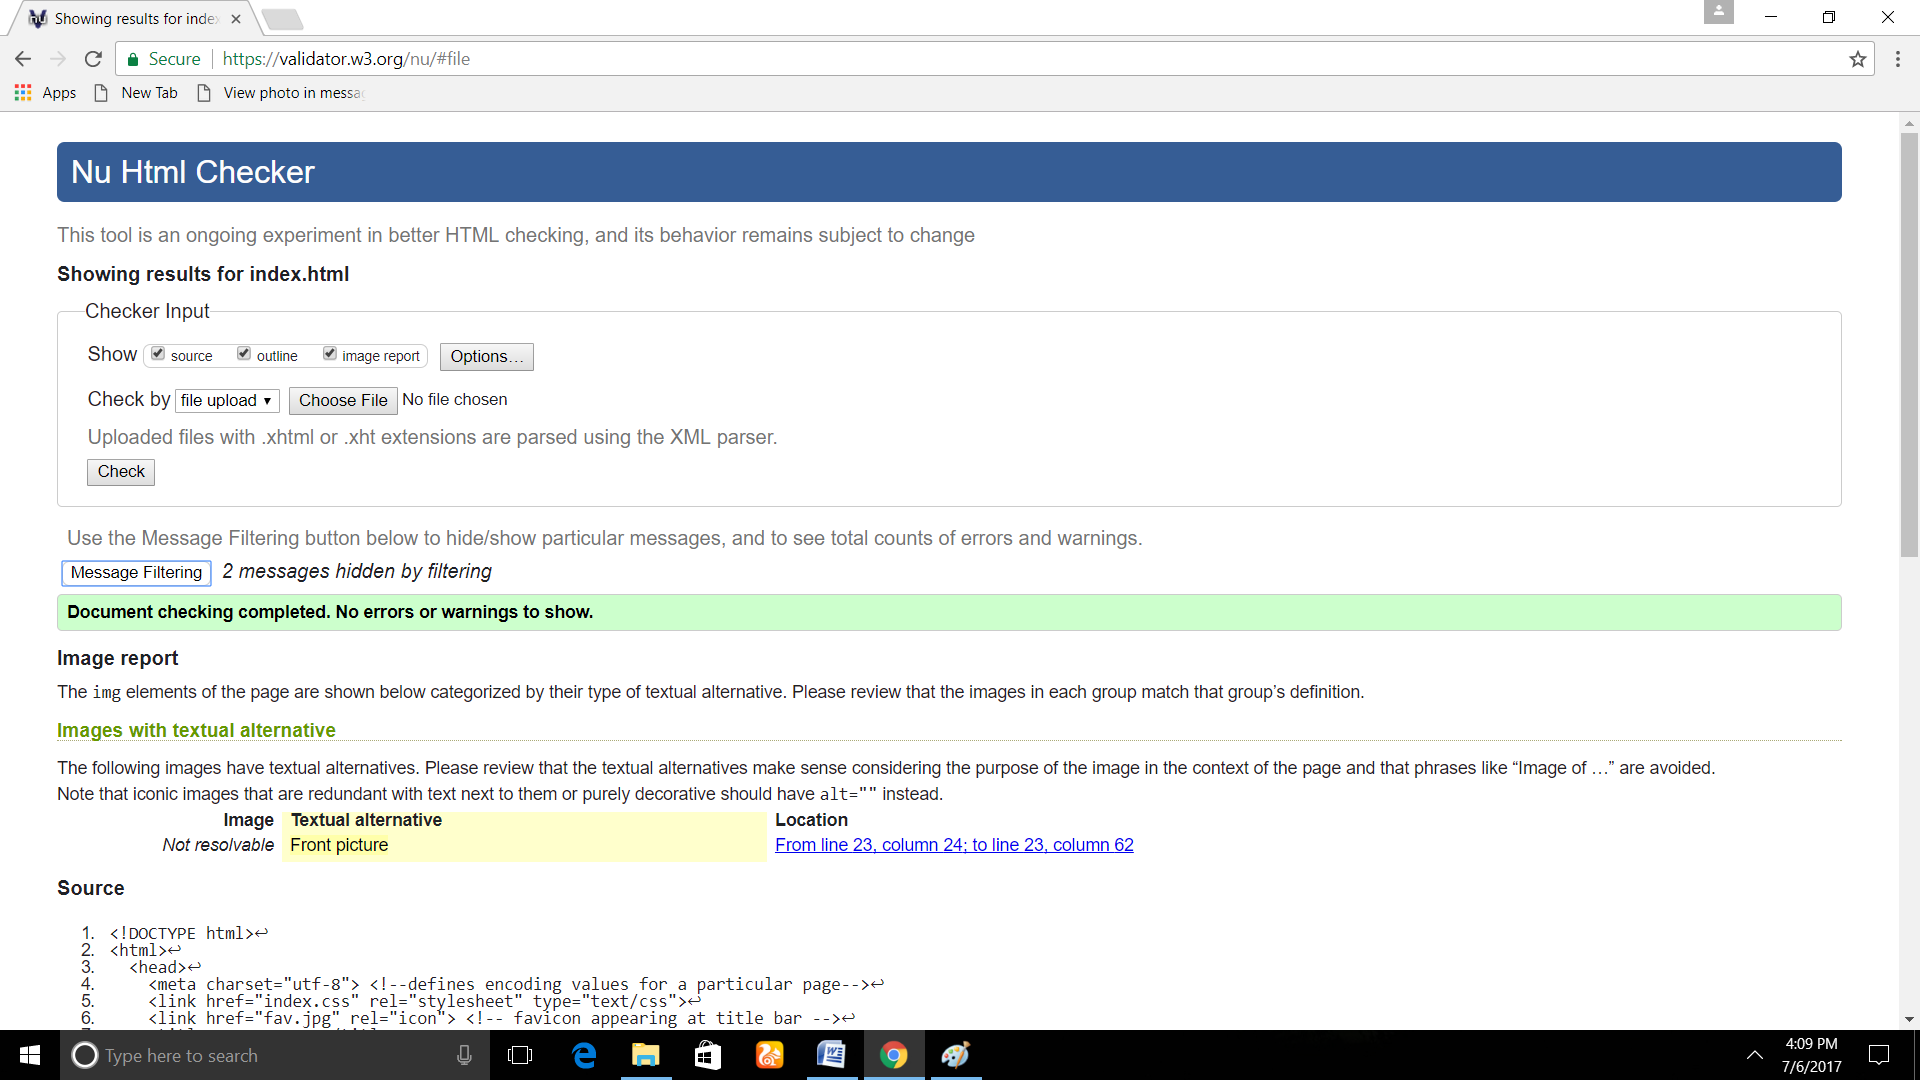 Showing results for inde
Secure
https://validator.w3.org/nu/#file
Apps
New Tab
View photo in messa
Nu Html Checker
This tool is an ongoing experiment in better HTML checking, and its behavior remains subject to change
Showing results for index.html
Checker Input
Show source outline image report Options...
Check by file upload Choose File No file chosen
Uploaded files with .xhtml or .xht extensions are parsed using the XML parser.
Check
Use the Message Filtering button below to hide/show particular messages, and to see total counts of errors and warnings.
Message Filtering 2 messages hidden by filtering
Document checking completed. No errors or warnings to show.
Image report
The img elements of the page are shown below categorized by their type of textual alternative. Please review that the images in each group match that group’s definition.
Images with textual alternative
The following images have textual alternatives. Please review that the textual alternatives make sense considering the purpose of the image in the context of the page and that phrases like “Image of …” are avoided.
Note that iconic images that are redundant with text next to them or purely decorative should have alt="" instead.
Image Textual alternative Location
Not resolvable Front picture From line 23, column 24; to line 23, column 62
Source
1. <!DOCTYPE html>↩
2. <html>↩
3. <head>↩
4. <meta charset="utf-8"> <!--defines encoding values for a particular page-->↩
5. <link href="index.css" rel="stylesheet" type="text/css">↩
6. <link href="fav.jpg" rel="icon"> <!-- favicon appearing at title bar -->↩
Type here to search
4:09 PM
7/6/2017